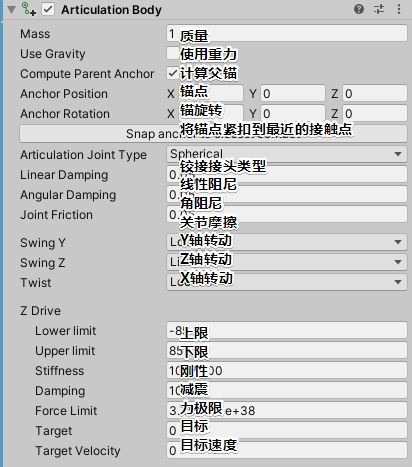 Articulation Body
Mass 1 质量
Use Gravity 使用重力
Compute Parent Anchor 计算父锚
Anchor Position X 锚点 Y 0 Z 0
Anchor Rotation X 锚旋转 Y 0 Z 0
Snap anchor 将锚点紧扣到最近的接触点
Articulation Joint Type Spherical
铰接接头类型
Linear Damping 0.0 线性阻尼
Angular Damping 0.0 角阻尼
Joint Friction 0.0 关节摩擦
Swing Y Y轴转动
Swing Z Z轴转动
Twist X轴转动
Z Drive
Lower limit -8 上限
Upper limit 85 下限
Stiffness 10 刚性 00
Damping 10 减震
Force Limit 3. 力极限 e+38
Target 0 目标
Target Velocity 0 目标速度